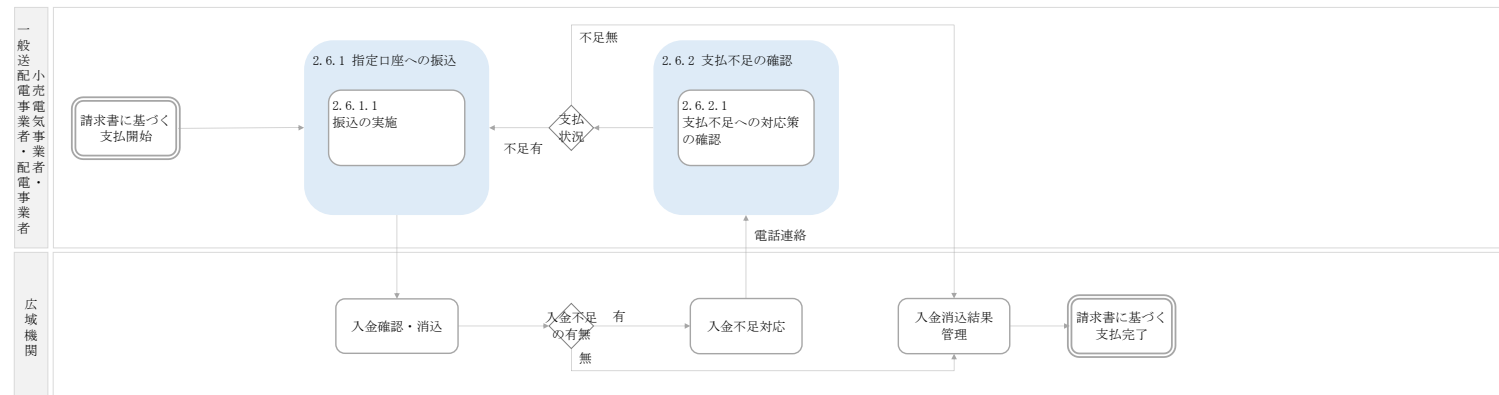 小売電気事業者・
一般送配電事業者・配電事業者
請求書に基づく
支払開始
2.6.1 指定口座への振込
2.6.1.1
振込の実施
不足有
支払
状況
不足無
2.6.2 支払不足の確認
2.6.2.1
支払不足への対応策
の確認
電話連絡
広域機関
入金確認・消込
入金不足
の有無
有
無
入金不足対応
入金消込結果
管理
請求書に基づく
支払完了